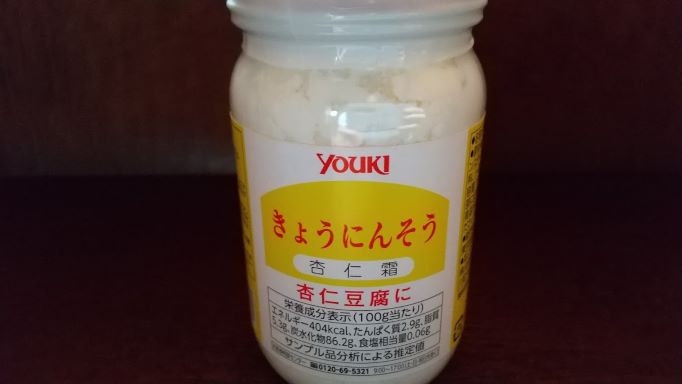 YOUKI
きょうにんそう
杏仁霜
杏仁豆腐に
栄養成分表示(100g当たり)
エネルギー404kcal、たんぱく質2.9g、脂質
5.3g、炭水化物86.2g、食塩相当量0.06g
サンプル品分析による推定値
0120-69-5321